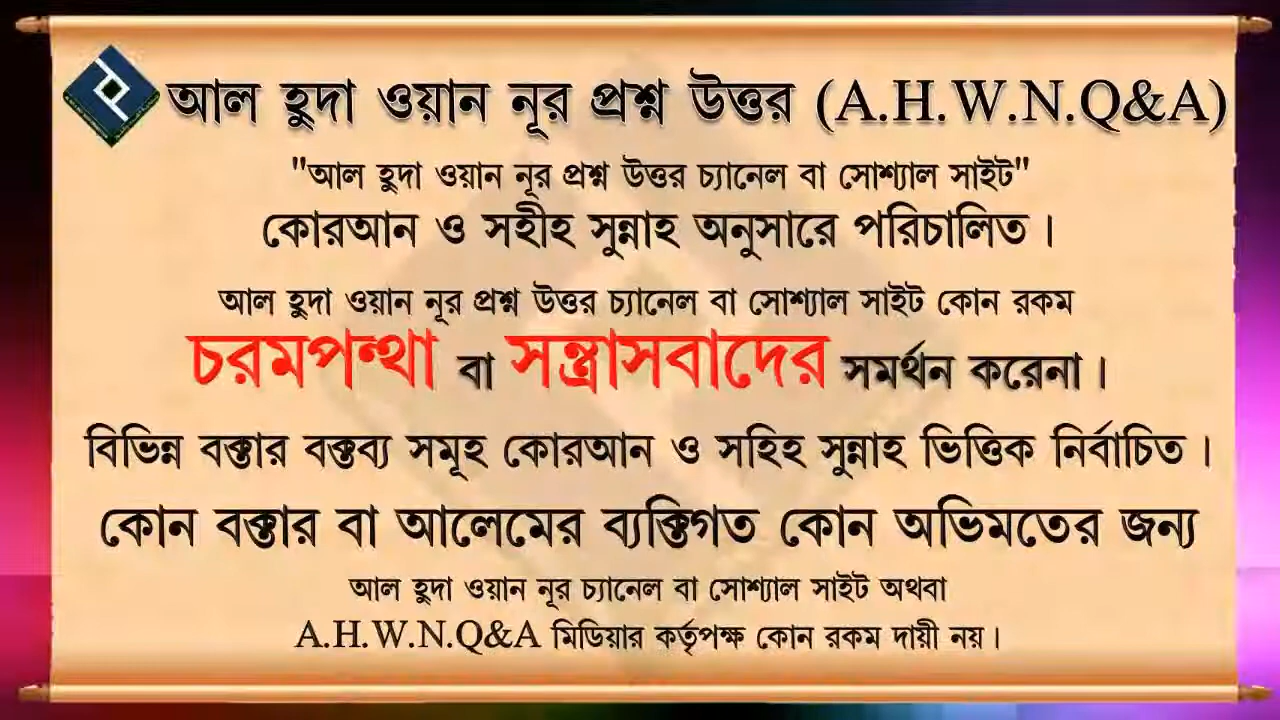 আল হুদা ওয়ান নূর প্রশ্ন উত্তর (A.H.W.N.Q&A)
"আল হুদা ওয়ান নূর প্রশ্ন উত্তর চ্যানেল বা সোশ্যাল সাইট"
কোরআন ও সহীহ সুন্নাহ অনুসারে পরিচালিত।
আল হুদা ওয়ান নূর প্রশ্ন উত্তর চ্যানেল বা সোশ্যাল সাইট কোন রকম
চরমপন্থা বা সন্ত্রাসবাদের সমর্থন করেনা।
বিভিন্ন বক্তার বক্তব্য সমূহ কোরআন ও সহিহ সুন্নাহ ভিত্তিক নির্বাচিত।
কোন বক্তার বা আলেমের ব্যক্তিগত কোন অভিমতের জন্য
আল হুদা ওয়ান নূর চ্যানেল বা সোশ্যাল সাইট অথবা
A.H.W.N.Q&A মিডিয়ার কর্তৃপক্ষ কোন রকম দায়ী নয়।